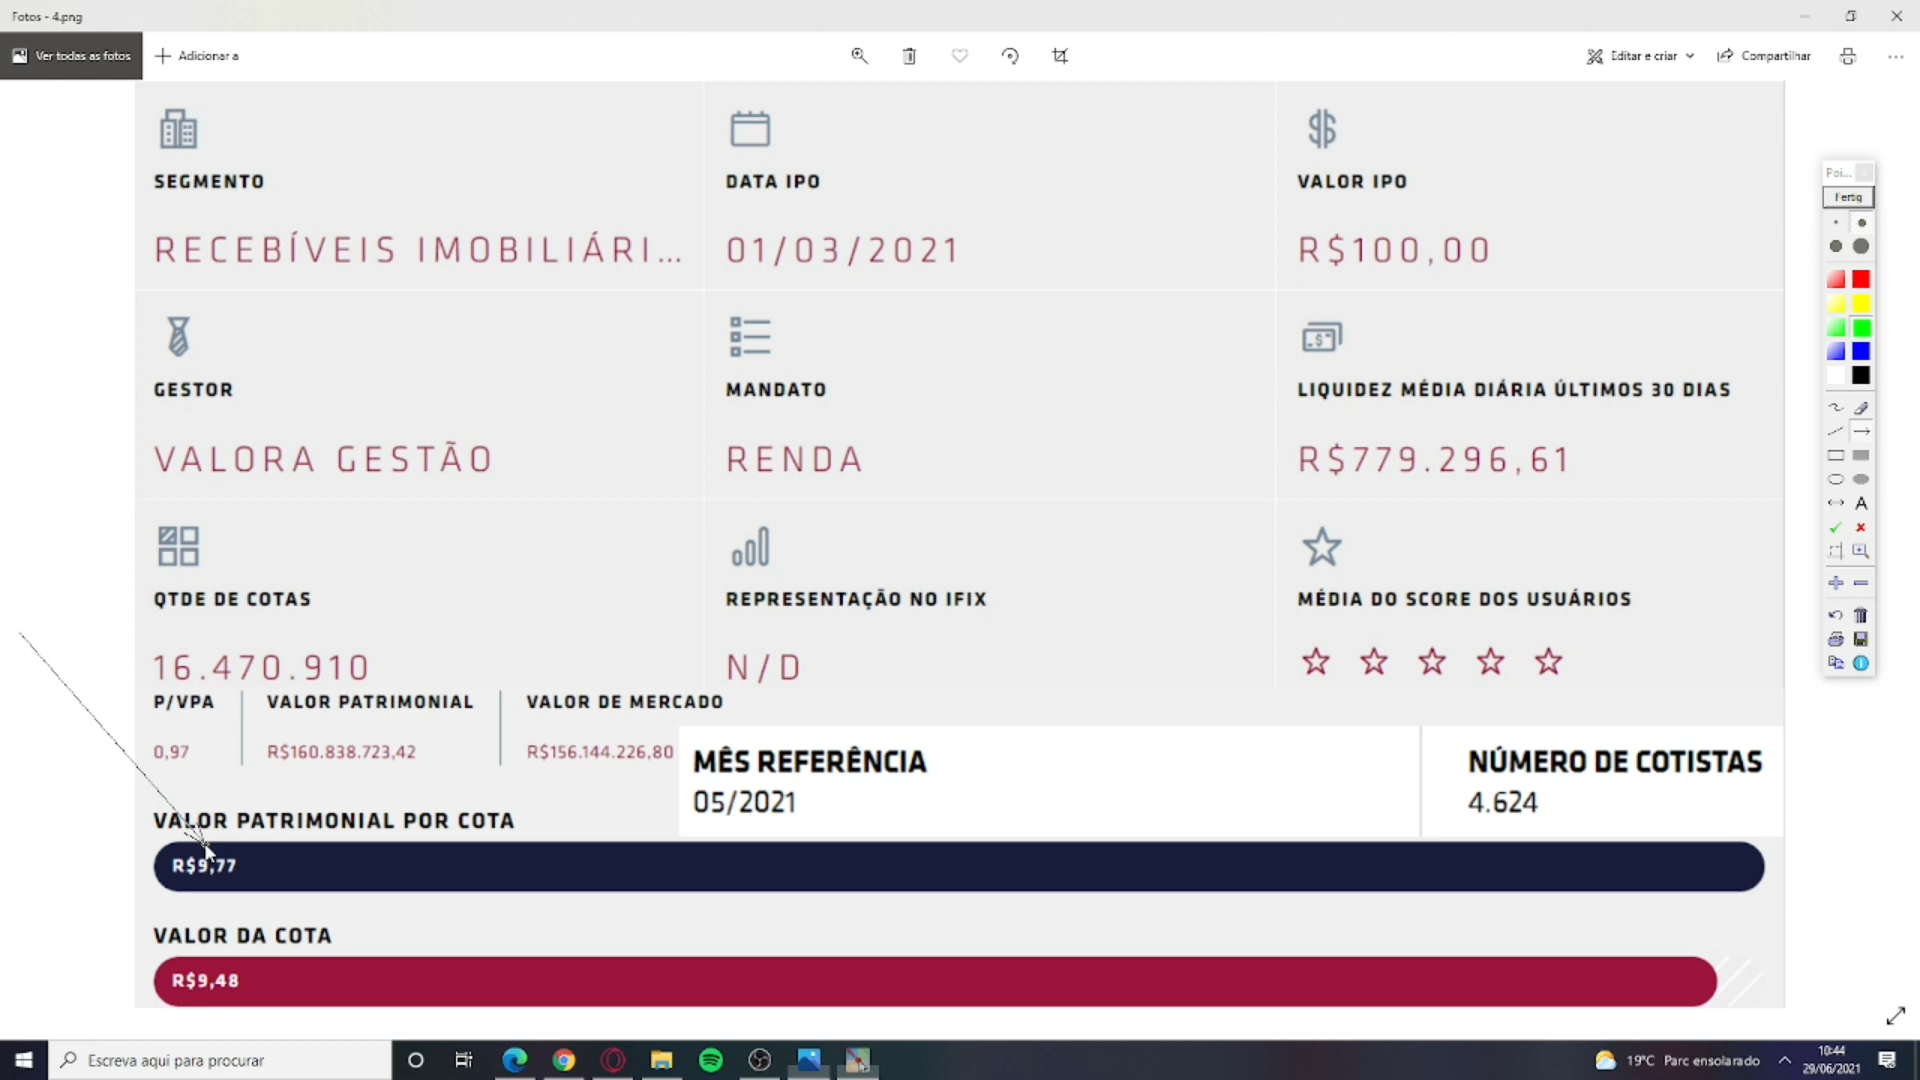 Fotos - 4.png
Ver todas as fotos
Adicionar a
Editar e criar
Compartilhar
SEGMENTO
DATA IPO
VALOR IPO
RECEBÍVEIS IMOBILIÁRI...
01/03/2021
R$100,00
GESTOR
MANDATO
LIQUIDEZ MÉDIA DIÁRIA ÚLTIMOS 30 DIAS
VALORA GESTÃO
RENDA
R$779.296,61
QTDE DE COTAS
REPRESENTAÇÃO NO IFIX
MÉDIA DO SCORE DOS USUÁRIOS
16.470.910
N/D
P/VPA
VALOR PATRIMONIAL
VALOR DE MERCADO
0,97
R$160.838.723,42
R$156.144.226,80
MÊS REFERÊNCIA
05/2021
NÚMERO DE COTISTAS
4.624
VALOR PATRIMONIAL POR COTA
R$9,77
VALOR DA COTA
R$9,48
Poi...
Fertig
A
Escreva aqui para procurar
19°C Parc ensolarado
10:44
29/06/2021